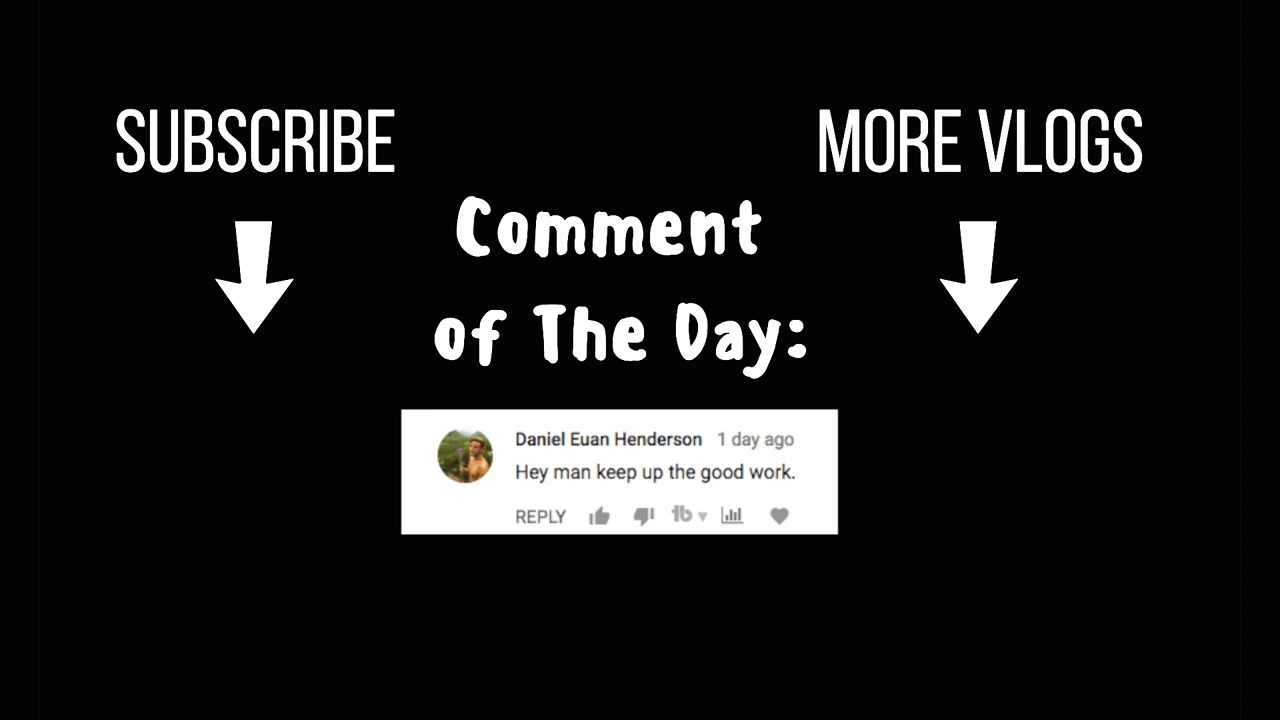 SUBSCRIBE
MORE VLOGS
Comment
of The Day:
Daniel Euan Henderson 1 day ago
Hey man keep up the good work.
REPLY